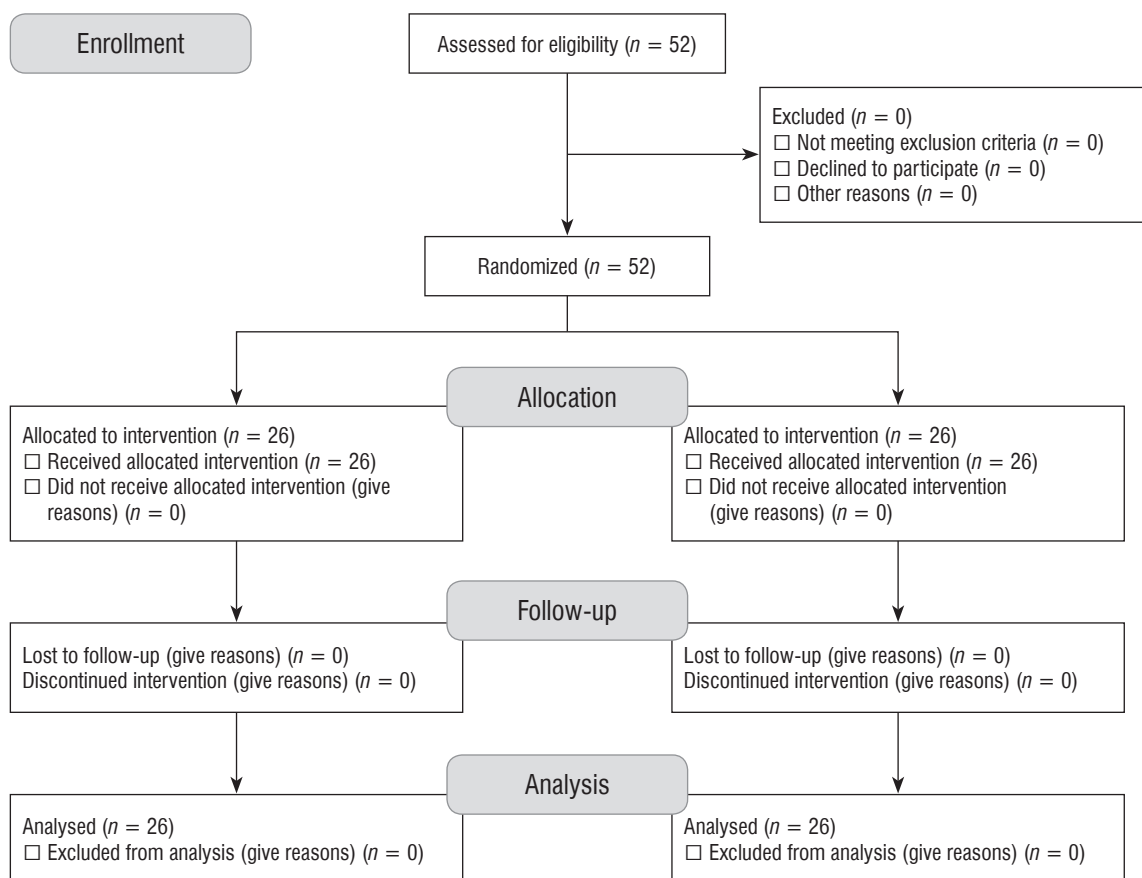 Enrollment
Assessed for eligibility (n = 52)
Excluded (n = 0)
☐ Not meeting exclusion criteria (n = 0)
☐ Declined to participate (n = 0)
☐ Other reasons (n = 0)
Randomized (n = 52)
Allocation
Allocated to intervention (n = 26)
☐ Received allocated intervention (n = 26)
☐ Did not receive allocated intervention (give
reasons) (n = 0)
Allocated to intervention (n = 26)
☐ Received allocated intervention (n = 26)
☐ Did not receive allocated intervention
(give reasons) (n = 0)
Follow-up
Lost to follow-up (give reasons) (n = 0)
Discontinued intervention (give reasons) (n = 0)
Lost to follow-up (give reasons) (n = 0)
Discontinued intervention (give reasons) (n = 0)
Analysis
Analysed (n = 26)
☐ Excluded from analysis (give reasons) (n = 0)
Analysed (n = 26)
☐ Excluded from analysis (give reasons) (n = 0)